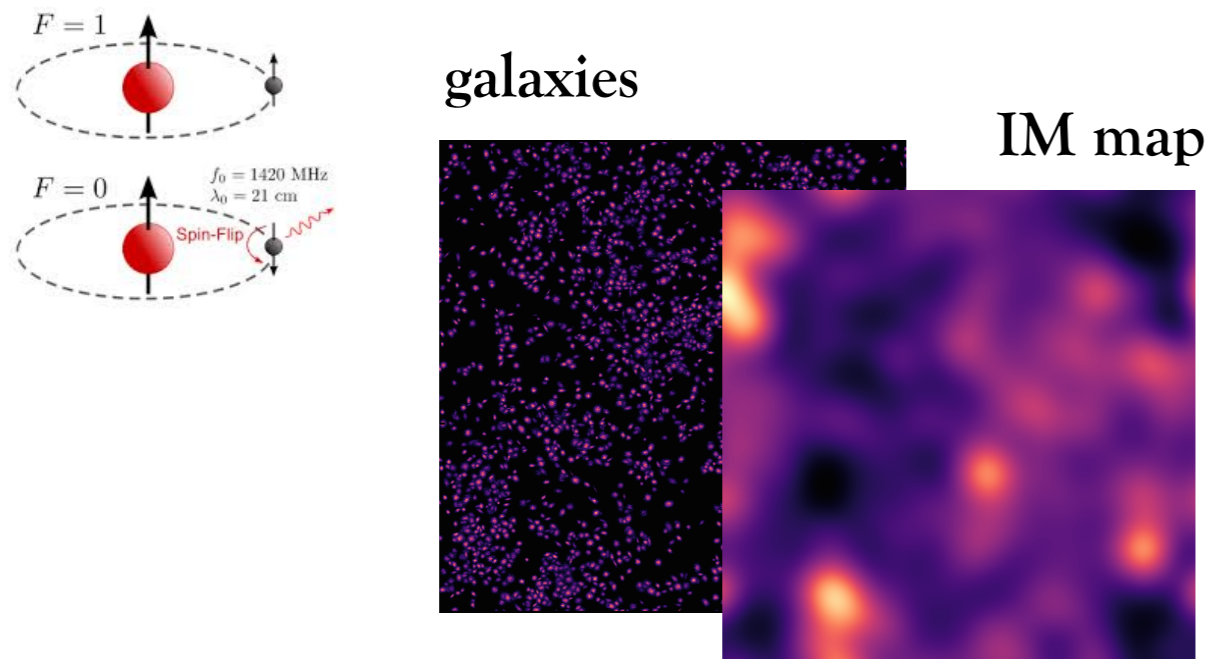 F = 1
F = 0
f₀ = 1420 MHz
λ₀ = 21 cm
Spin-Flip
galaxies
IM map